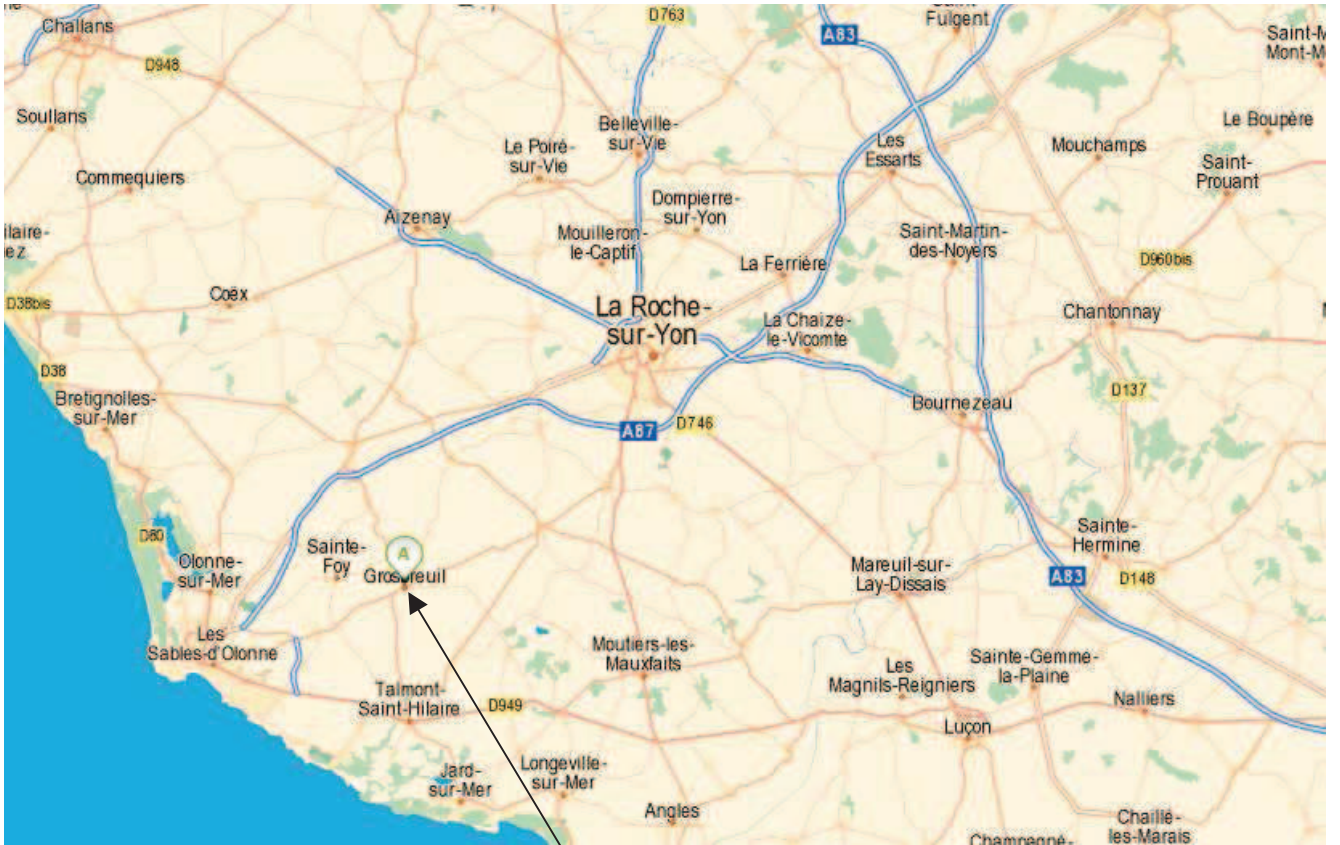 D763
A83
Fulgent
Challans
Saint-M
Mont-M
D948
Soullans
Belleville-
sur-Vie
Le Poiré-
sur-Vie
Les
Essarts
Mouchamps
Le Boupère
Saint-
Prouant
Commequiers
Dompierre-
sur-Yon
Aizenay
Mouilleron-
le-Captif
Saint-Martin-
des-Noyers
ilaire-
ez
La Ferrière
D960bis
D38bis
Coëx
La Roche-
sur-Yon
La Chaize-
le-Vicomte
Chantonnay
D38
Bretignolles-
sur-Mer
D137
Bournezeau
A87
D746
D80
Olonne-
sur-Mer
Sainte-
Foy
A
Mareuil-sur-
Lay-Dissais
Sainte-
Hermine
A83
D148
Les
Sables-d'Olonne
Moutiers-les-
Mauxfaits
Les
Magnils-Reigniers
Sainte-Gemme-
la-Plaine
Talmont-
Saint-Hilaire
D949
Nalliers
Luçon
Jard-
sur-Mer
Longeville-
sur-Mer
Angles
Chaillé-
les-Marais
Champagné-